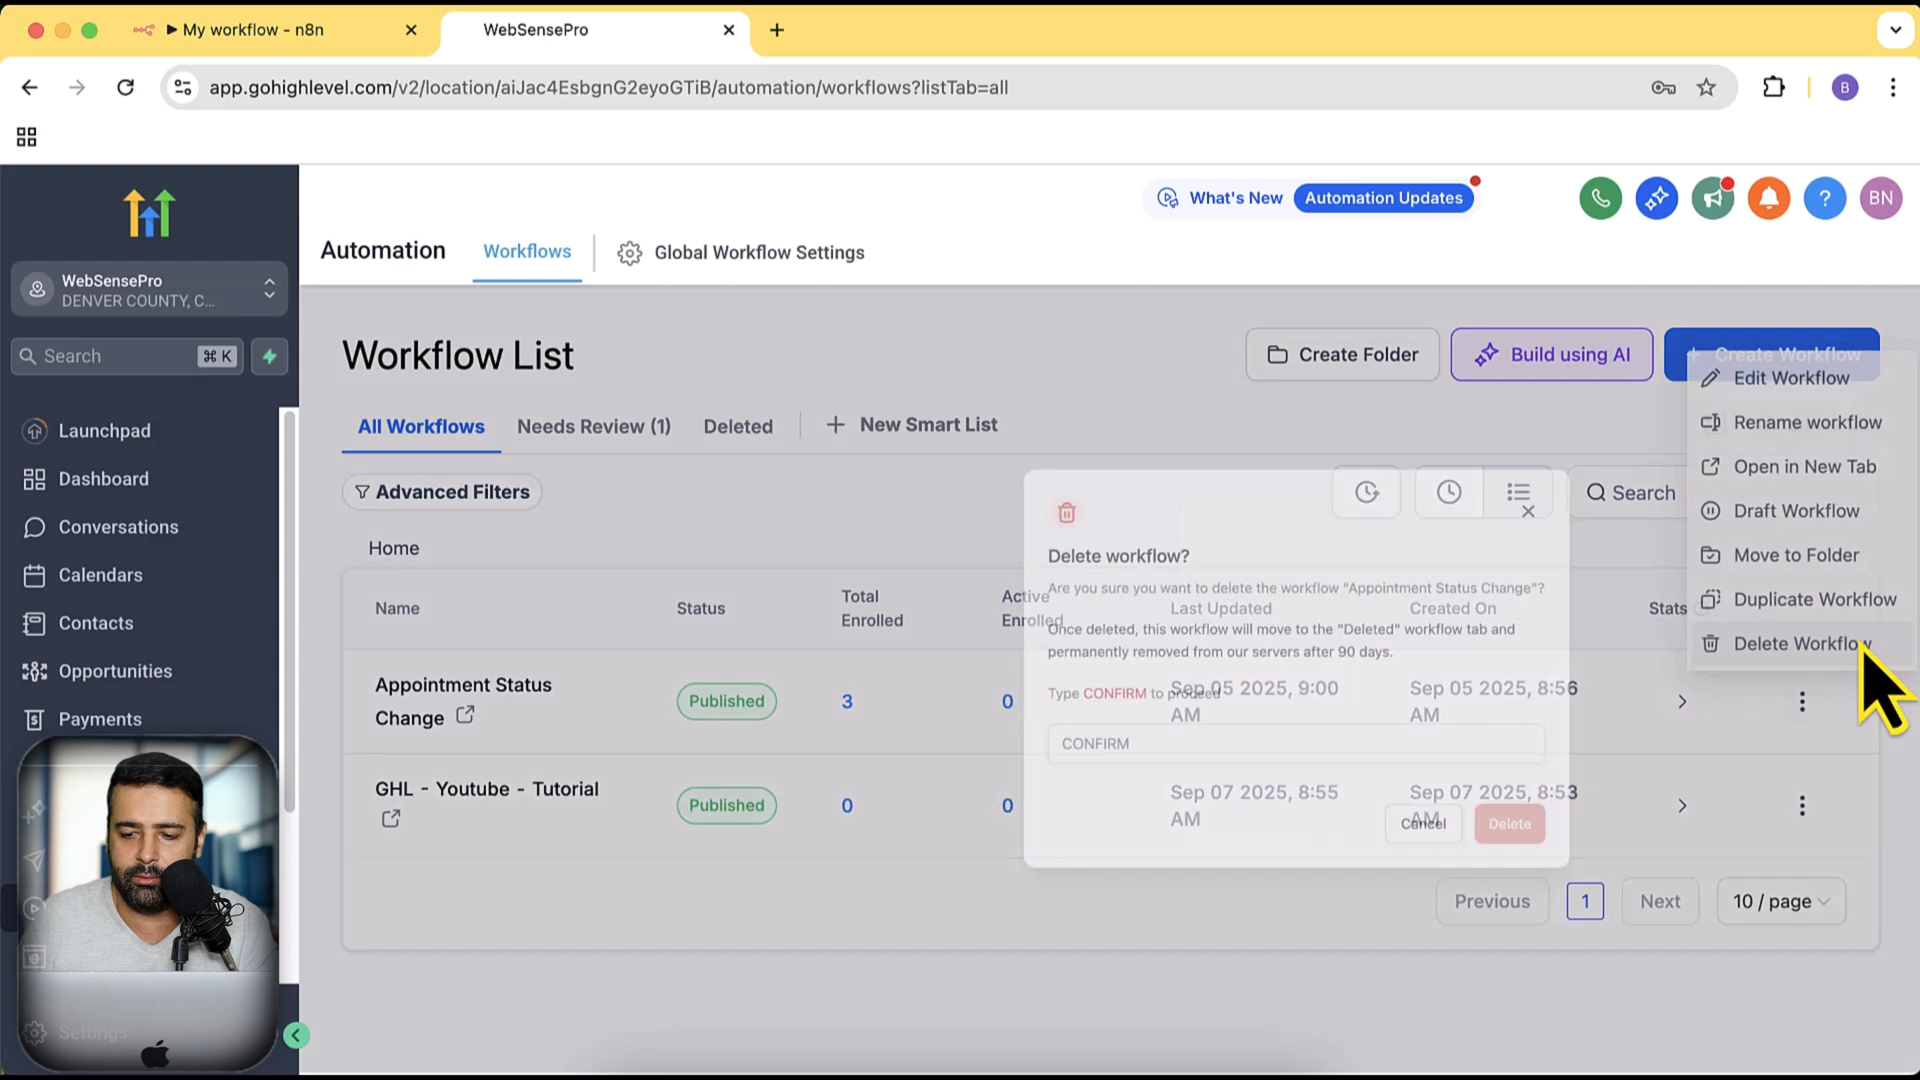 My workflow - n8n
WebSensePro
app.gohighlevel.com/v2/location/aiJac4EsbgnG2eyoGTiB/automation/workflows?listTab=all
B
What's New
Automation Updates
BN
WebSensePro
DENVER COUNTY, C...
Search
⌘ K
Launchpad
Dashboard
Conversations
Calendars
Contacts
Opportunities
Payments
Settings
Automation
Workflows
Global Workflow Settings
Workflow List
Create Folder
Build using AI
+ Create Workflow
All Workflows
Needs Review (1)
Deleted
+ New Smart List
Advanced Filters
Search
Home
Name
Status
Total Enrolled
Active Enrolled
Last Updated
Created On
Stats
Appointment Status Change
Published
3
0
Sep 05 2025, 9:00 AM
Sep 05 2025, 8:56 AM
GHL - Youtube - Tutorial
Published
0
0
Sep 07 2025, 8:55 AM
Sep 07 2025, 8:53 AM
Previous
1
Next
10 / page
Delete workflow?
Are you sure you want to delete the workflow "Appointment Status Change"?
Once deleted, this workflow will move to the "Deleted" workflow tab and
permanently removed from our servers after 90 days.
Type CONFIRM to proceed
CONFIRM
Cancel
Delete
Edit Workflow
Rename workflow
Open in New Tab
Draft Workflow
Move to Folder
Duplicate Workflow
Delete Workflow